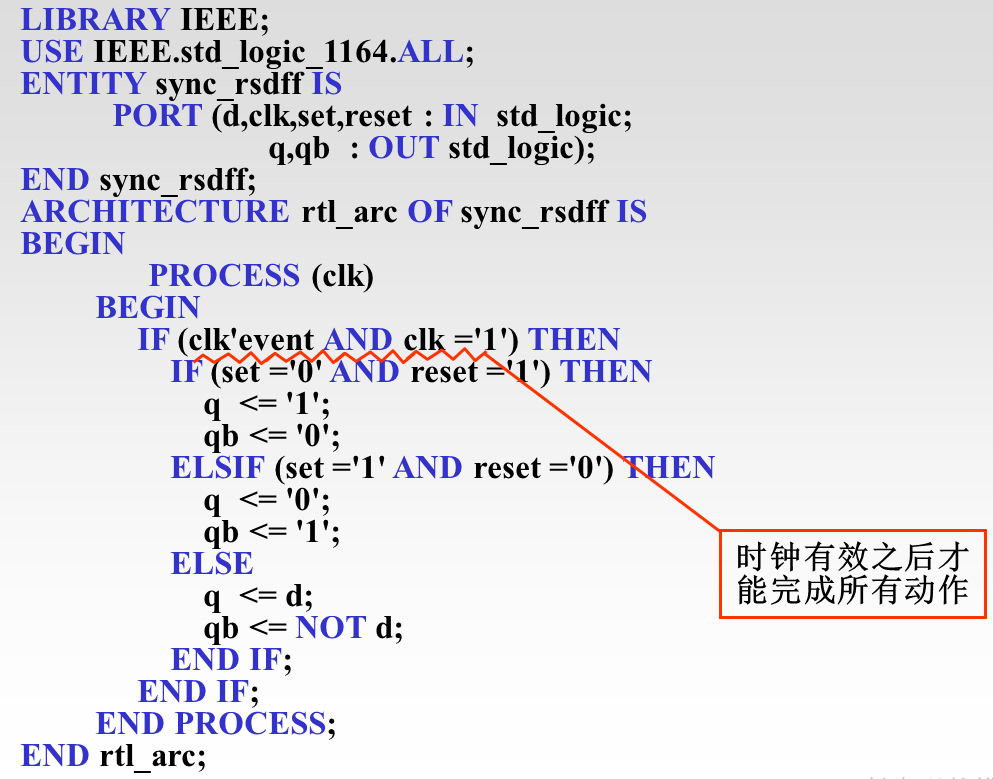 LIBRARY IEEE;
USE IEEE.std_logic_1164.ALL;
ENTITY sync_rsdff IS
PORT (d,clk,set,reset : IN std_logic;
q,qb : OUT std_logic);
END sync_rsdff;
ARCHITECTURE rtl_arc OF sync_rsdff IS
BEGIN
PROCESS (clk)
BEGIN
IF (clk'event AND clk ='1') THEN
IF (set ='0' AND reset ='1') THEN
q <= '1';
qb <= '0';
ELSIF (set ='1' AND reset ='0') THEN
q <= '0';
qb <= '1';
ELSE
q <= d;
qb <= NOT d;
END IF;
END IF;
END PROCESS;
END rtl_arc;
时钟有效之后才
能完成所有动作